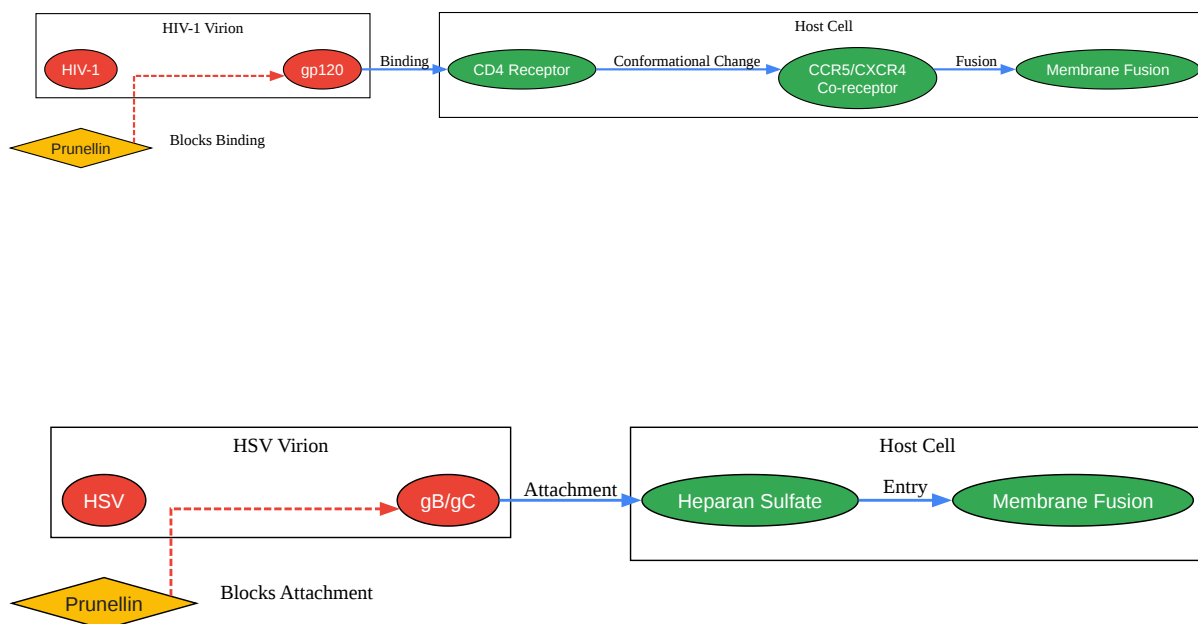 HIV-1 Virion
Host Cell
HIV-1
gp120
Binding
CD4 Receptor
Conformational Change
CCR5/CXCR4
Co-receptor
Fusion
Membrane Fusion
Prunellin
Blocks Binding
HSV Virion
Host Cell
HSV
gB/gC
Attachment
Heparan Sulfate
Entry
Membrane Fusion
Prunellin
Blocks Attachment